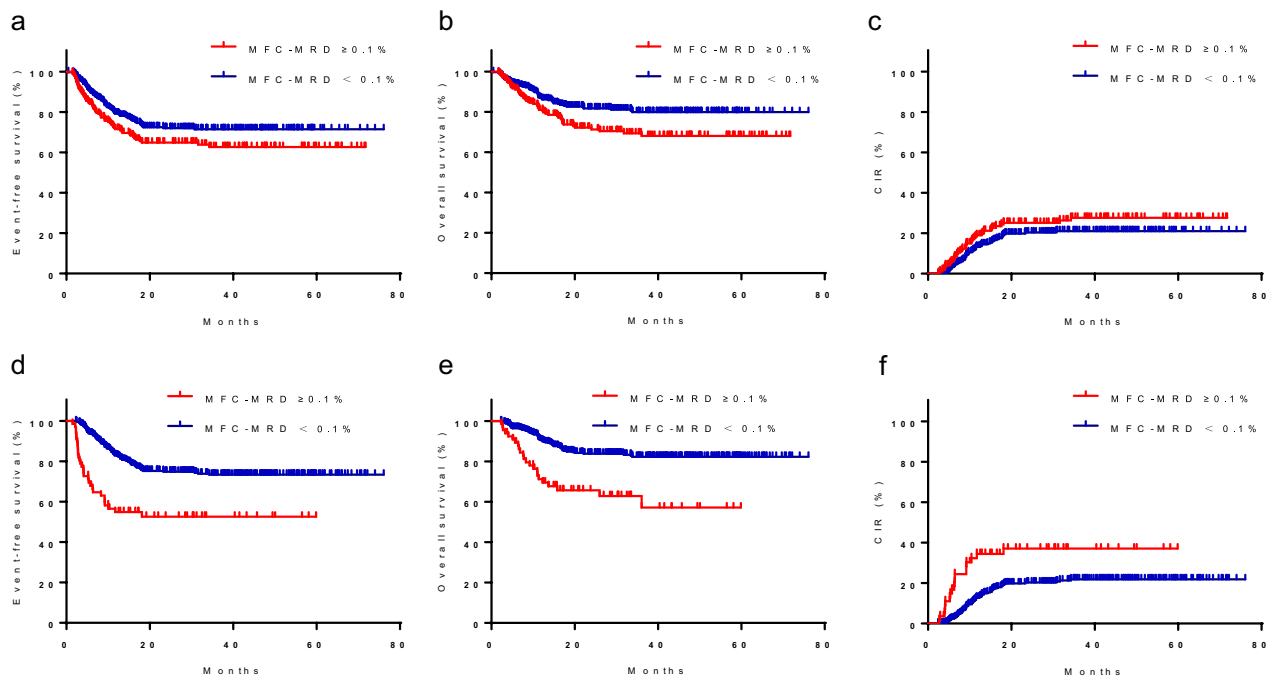 a
MFC-MRD ≥0.1%
MFC-MRD < 0.1%
Event-free survival (%)
100
80
60
40
20
0
0 20 40 60 80
Months
b
MFC-MRD ≥0.1%
MFC-MRD < 0.1%
Overall survival (%)
100
80
60
40
20
0
0 20 40 60 80
Months
c
MFC-MRD ≥0.1%
MFC-MRD < 0.1%
CIR (%)
100
80
60
40
20
0
0 20 40 60 80
Months
d
MFC-MRD ≥0.1%
MFC-MRD < 0.1%
Event-free survival (%)
100
80
60
40
20
0
0 20 40 60 80
Months
e
MFC-MRD ≥0.1%
MFC-MRD < 0.1%
Overall survival (%)
100
80
60
40
20
0
0 20 40 60 80
Months
f
MFC-MRD ≥0.1%
MFC-MRD < 0.1%
CIR (%)
100
80
60
40
20
0
0 20 40 60 80
Months